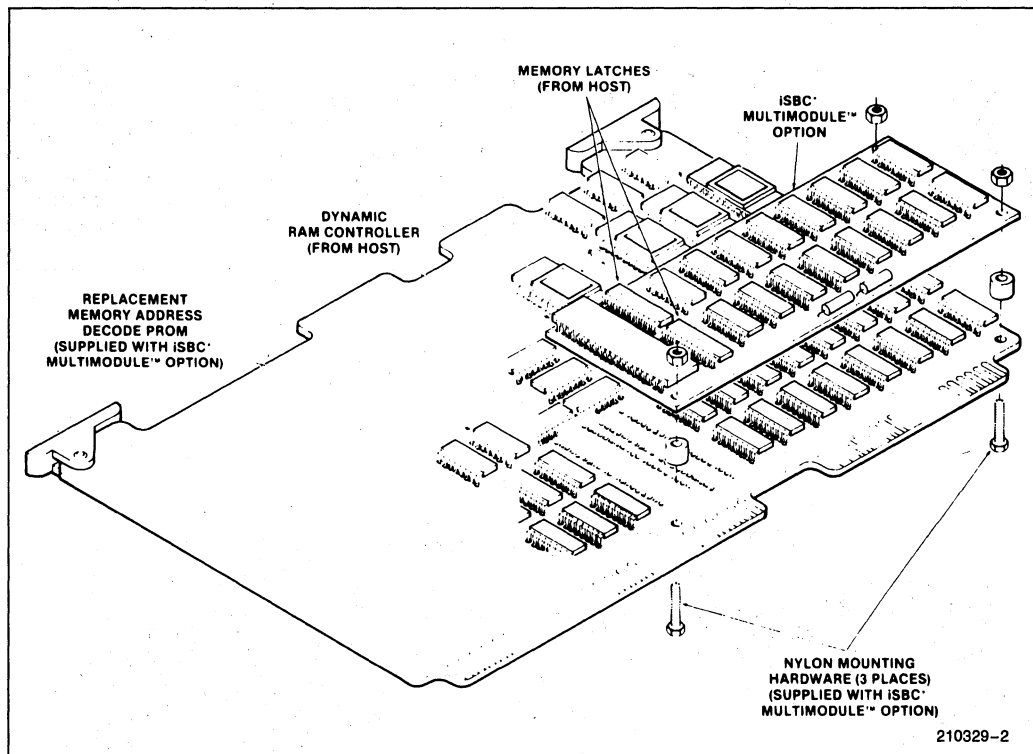 MEMORY LATCHES
(FROM HOST)
iSBC®
MULTIMODULE™
OPTION
DYNAMIC
RAM CONTROLLER
(FROM HOST)
REPLACEMENT
MEMORY ADDRESS
DECODE PROM
(SUPPLIED WITH iSBC®
MULTIMODULE™ OPTION)
NYLON MOUNTING
HARDWARE (3 PLACES)
(SUPPLIED WITH iSBC®
MULTIMODULE™ OPTION)
210329-2